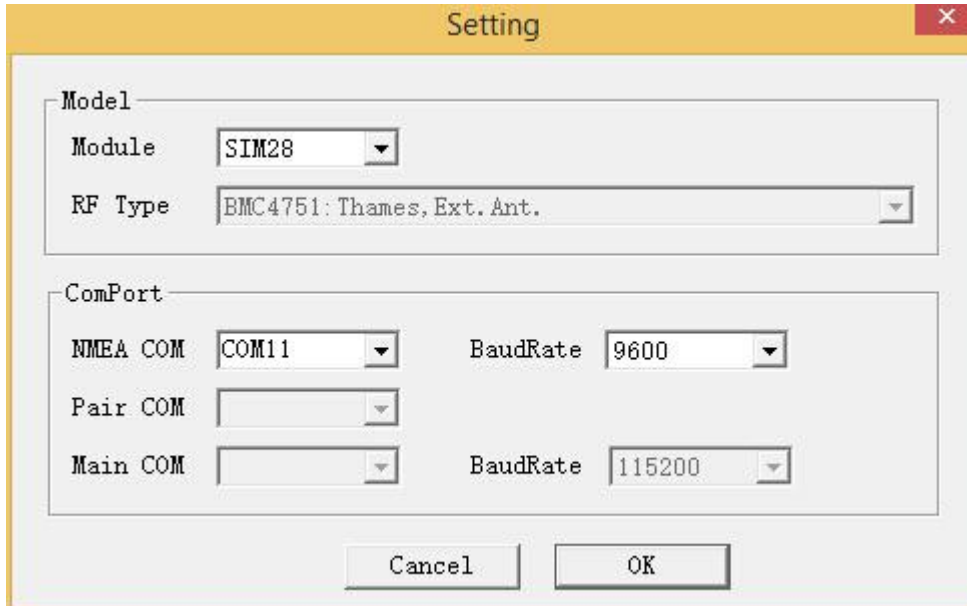 Setting
Model
Module SIM28
RF Type BMC4751:Thames,Ext.Ant.
ComPort
NMEA COM COM11 BaudRate 9600
Pair COM
Main COM BaudRate 115200
Cancel OK